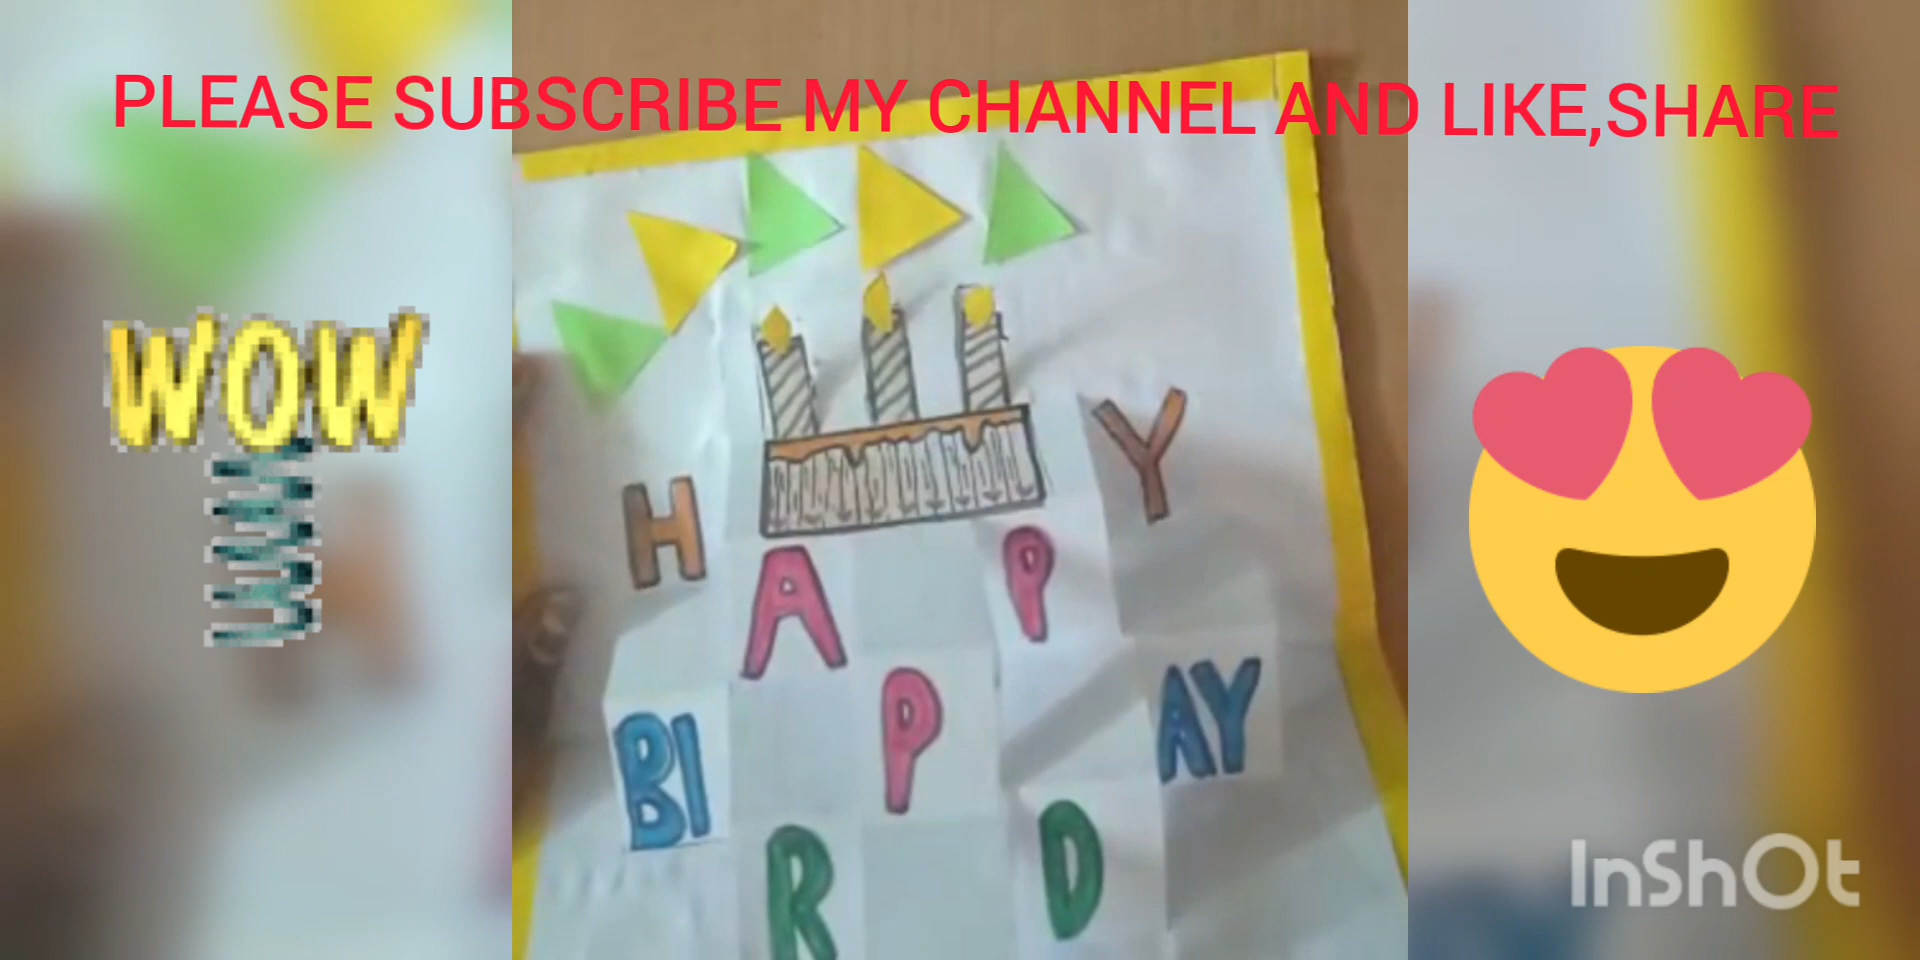 PLEASE SUBSCRIBE MY CHANNEL AND LIKE,SHARE
WOW
H A P P Y
BI R D AY
InShOt